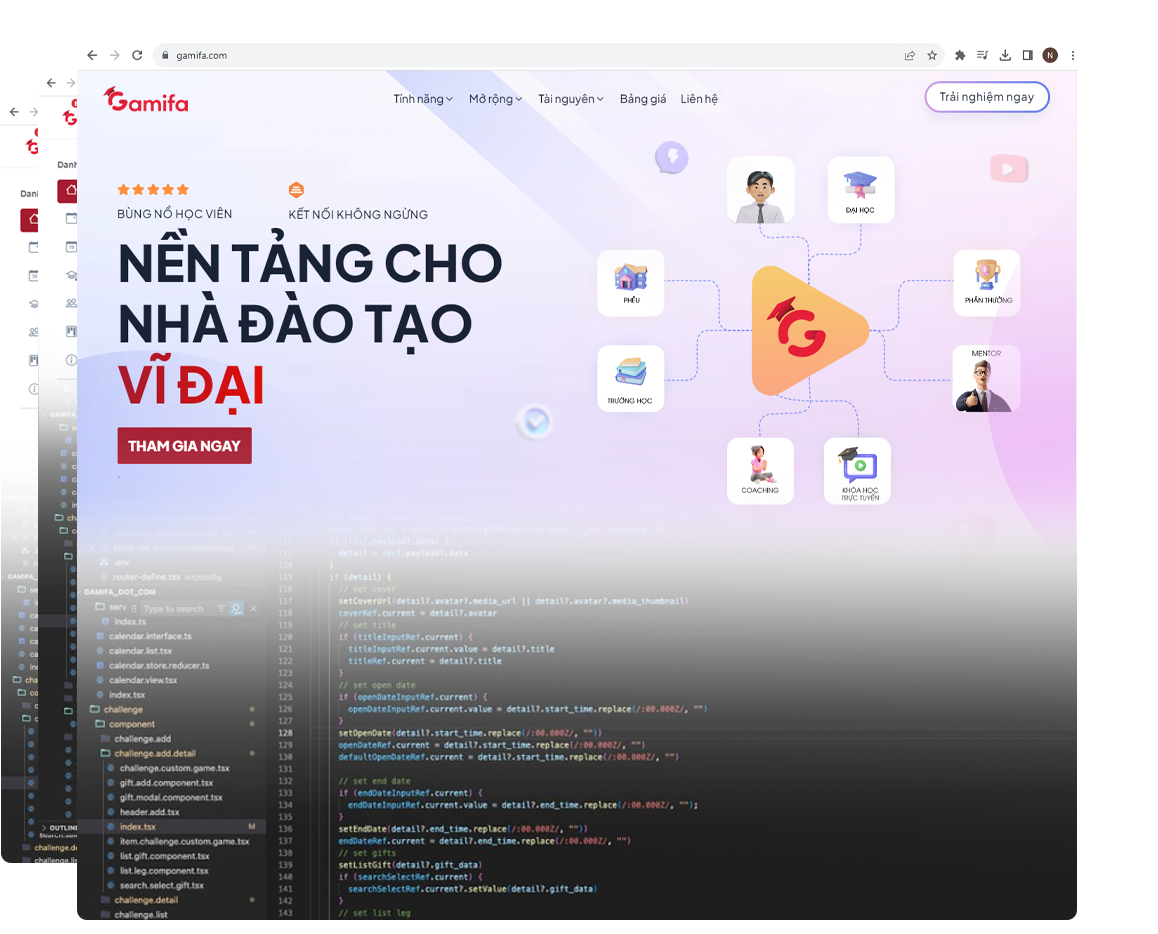 gamifa.com
N
Gamifa
Tính năng
Mở rộng
Tài nguyên
Bảng giá
Liên hệ
Trải nghiệm ngay
BÙNG NỔ HỌC VIÊN
KẾT NỐI KHÔNG NGỪNG
NỀN TẢNG CHO
NHÀ ĐÀO TẠO
VĨ ĐẠI
THAM GIA NGAY
ĐẠI HỌC
PHỄU
PHẦN THƯỞNG
TRƯỜNG HỌC
MENTOR
COACHING
KHÓA HỌC
TRỰC TUYẾN
Danh
Danh
.env
router-define.tsx src/config
GAMIFA_DOT_COM
serv
Type to search
index.ts
calendar.interface.ts
calendar.list.tsx
calendar.store.reducer.ts
calendar.view.tsx
index.tsx
challenge
component
challenge.add
challenge.add.detail
challenge.custom.game.tsx
gift.add.component.tsx
gift.modal.component.tsx
header.add.tsx
index.tsx M
item.challenge.custom.game.tsx
list.gift.component.tsx
list.leg.component.tsx
search.select.gift.tsx
challenge.detail
challenge.list
112 if (res?.payload?.data) {
113 detail = res?.payload?.data
114 }
115 if (detail) {
116 // set cover
117 setCoverUrl(detail?.avatar?.media_url || detail?.avatar?.media_thumbnail)
118 coverRef.current = detail?.avatar
119 // set title
120 if (titleInputRef.current) {
121 titleInputRef.current.value = detail?.title
122 titleRef.current = detail?.title
123 }
124 // set open date
125 if (openDateInputRef.current) {
126 openDateInputRef.current.value = detail?.start_time.replace(/:00.000Z/, "")
127 }
128 setOpenDate(detail?.start_time.replace(/:00.000Z/, ""))
129 openDateRef.current = detail?.start_time.replace(/:00.000Z/, "")
130 defaultOpenDateRef.current = detail?.start_time.replace(/:00.000Z/, "")
131
132 // set end date
133 if (endDateInputRef.current) {
134 endDateInputRef.current.value = detail?.end_time.replace(/:00.000Z/, "");
135 }
136 setEndDate(detail?.end_time.replace(/:00.000Z/, ""))
137 endDateRef.current = detail?.end_time.replace(/:00.000Z/, "")
138 // set gifts
139 setListGift(detail?.gift_data)
140 if (searchSelectRef.current) {
141 searchSelectRef.current?.setValue(detail?.gift_data)
142 }
143 // set list leg
OUTLINE
GAMIFA_
GAMIFA_
challenge.de
challenge.lis